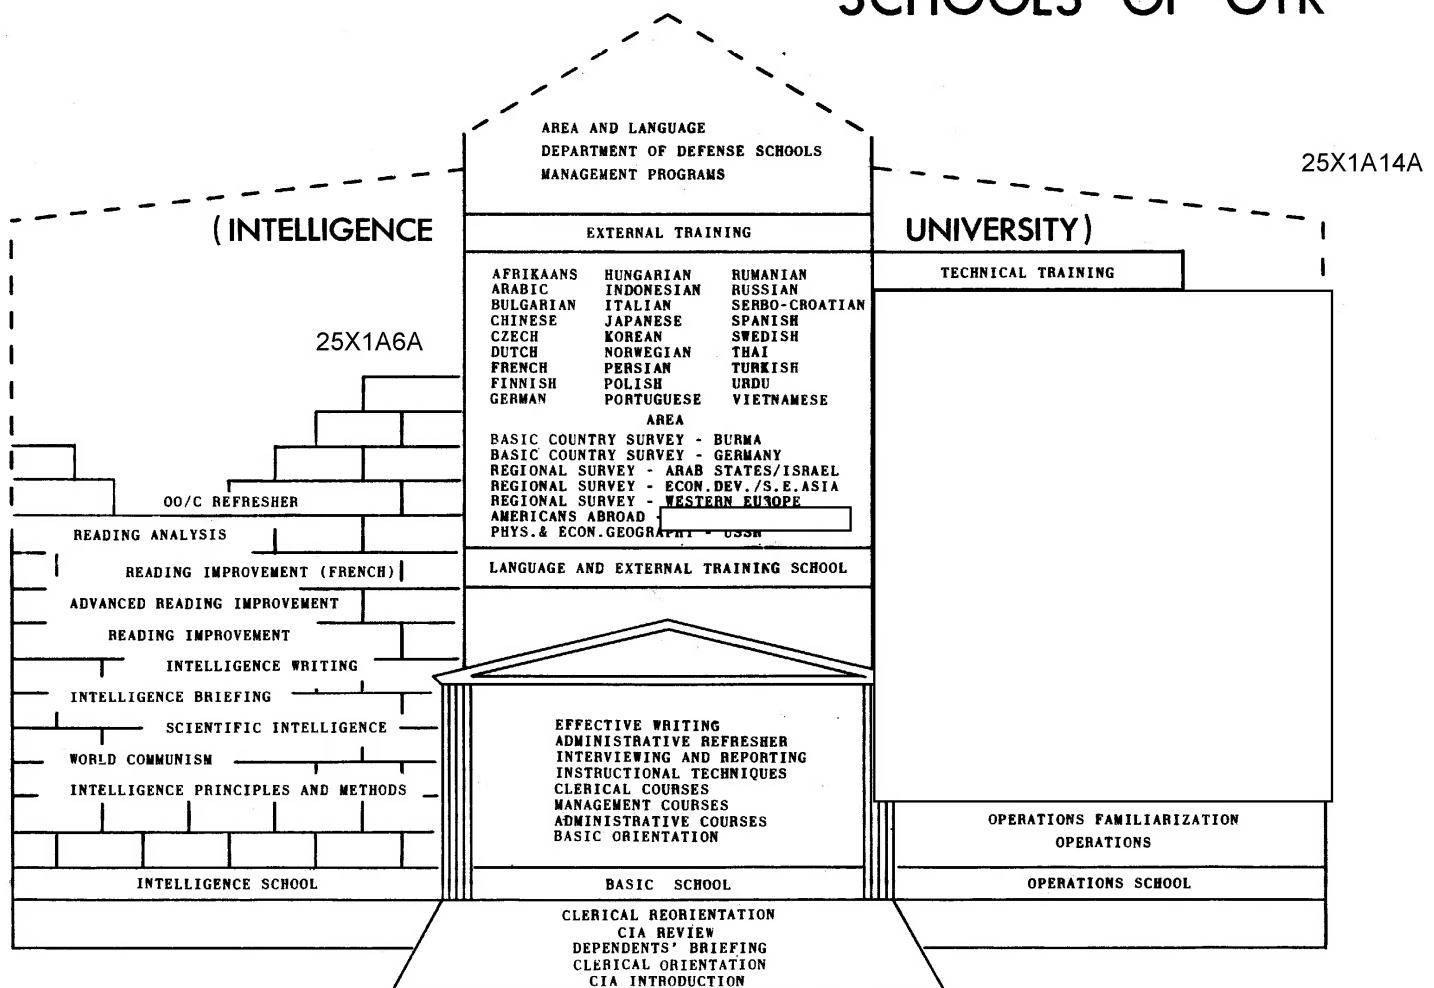 SCHOOLS OF OTR
AREA AND LANGUAGE
DEPARTMENT OF DEFENSE SCHOOLS
MANAGEMENT PROGRAMS
25X1A14A
(INTELLIGENCE UNIVERSITY)
EXTERNAL TRAINING
TECHNICAL TRAINING
AFRIKAANS HUNGARIAN RUMANIAN
ARABIC INDONESIAN RUSSIAN
BULGARIAN ITALIAN SERBO-CROATIAN
CHINESE JAPANESE SPANISH
CZECH KOREAN SWEDISH
DUTCH NORWEGIAN THAI
FRENCH PERSIAN TURKISH
FINNISH POLISH URDU
GERMAN PORTUGUESE VIETNAMESE
25X1A6A
AREA
BASIC COUNTRY SURVEY - BURMA
BASIC COUNTRY SURVEY - GERMANY
REGIONAL SURVEY - ARAB STATES/ISRAEL
REGIONAL SURVEY - ECON.DEV./S.E.ASIA
REGIONAL SURVEY - WESTERN EUROPE
AMERICANS ABROAD -
PHYS.& ECON.GEOGRAPHY - USSR
LANGUAGE AND EXTERNAL TRAINING SCHOOL
OO/C REFRESHER
READING ANALYSIS
READING IMPROVEMENT (FRENCH)
ADVANCED READING IMPROVEMENT
READING IMPROVEMENT
INTELLIGENCE WRITING
INTELLIGENCE BRIEFING
SCIENTIFIC INTELLIGENCE
WORLD COMMUNISM
INTELLIGENCE PRINCIPLES AND METHODS
INTELLIGENCE SCHOOL
EFFECTIVE WRITING
ADMINISTRATIVE REFRESHER
INTERVIEWING AND REPORTING
INSTRUCTIONAL TECHNIQUES
CLERICAL COURSES
MANAGEMENT COURSES
ADMINISTRATIVE COURSES
BASIC ORIENTATION
BASIC SCHOOL
OPERATIONS FAMILIARIZATION
OPERATIONS
OPERATIONS SCHOOL
CLERICAL REORIENTATION
CIA REVIEW
DEPENDENTS' BRIEFING
CLERICAL ORIENTATION
CIA INTRODUCTION